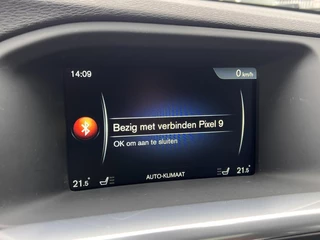 14:09
0 km/h
Bezig met verbinden Pixel 9
OK om aan te sluiten
21.5°
AUTO-KLIMAAT
21.5°